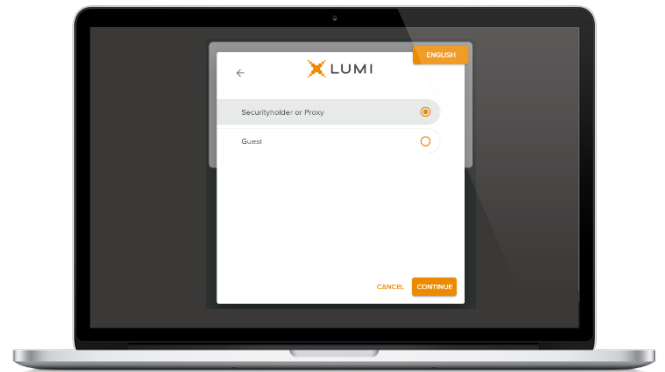 ENGLISH
LUMI
Securityholder or Proxy
Guest
CANCEL
CONTINUE